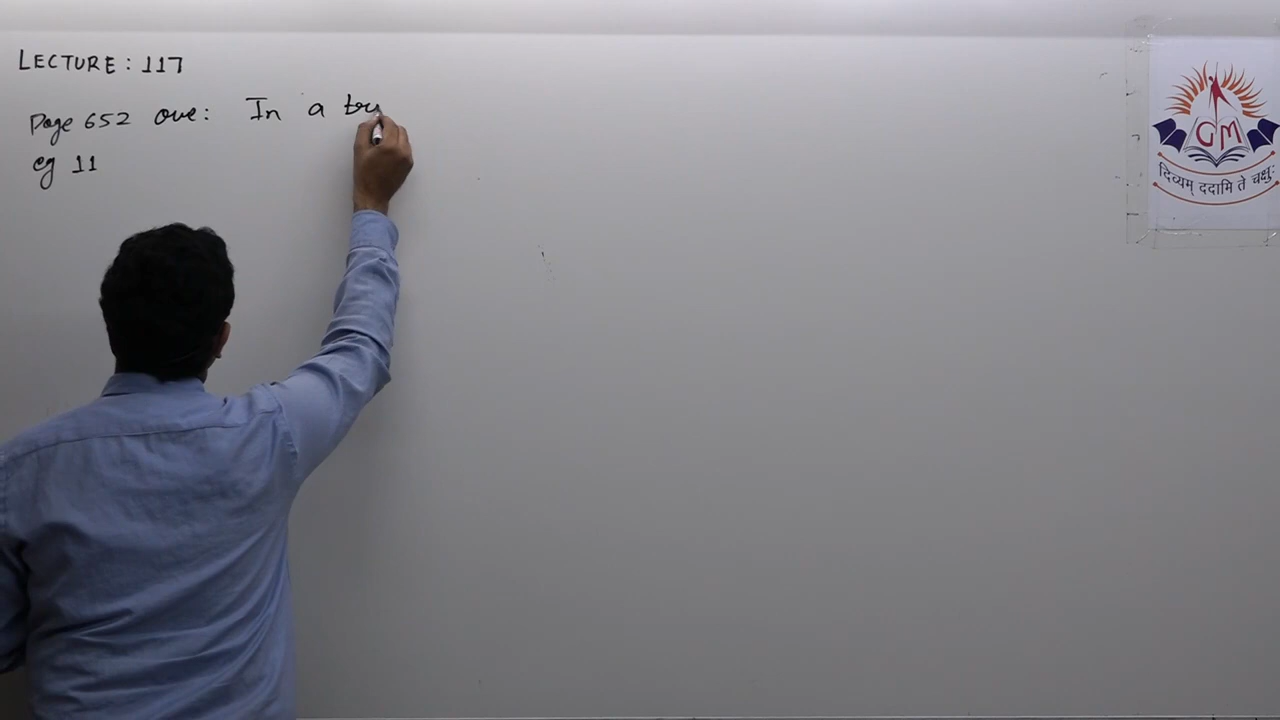 LECTURE : 117
Page 652 Que: In a
eg 11
GM
दिव्यम् ददामि ते चक्षुः